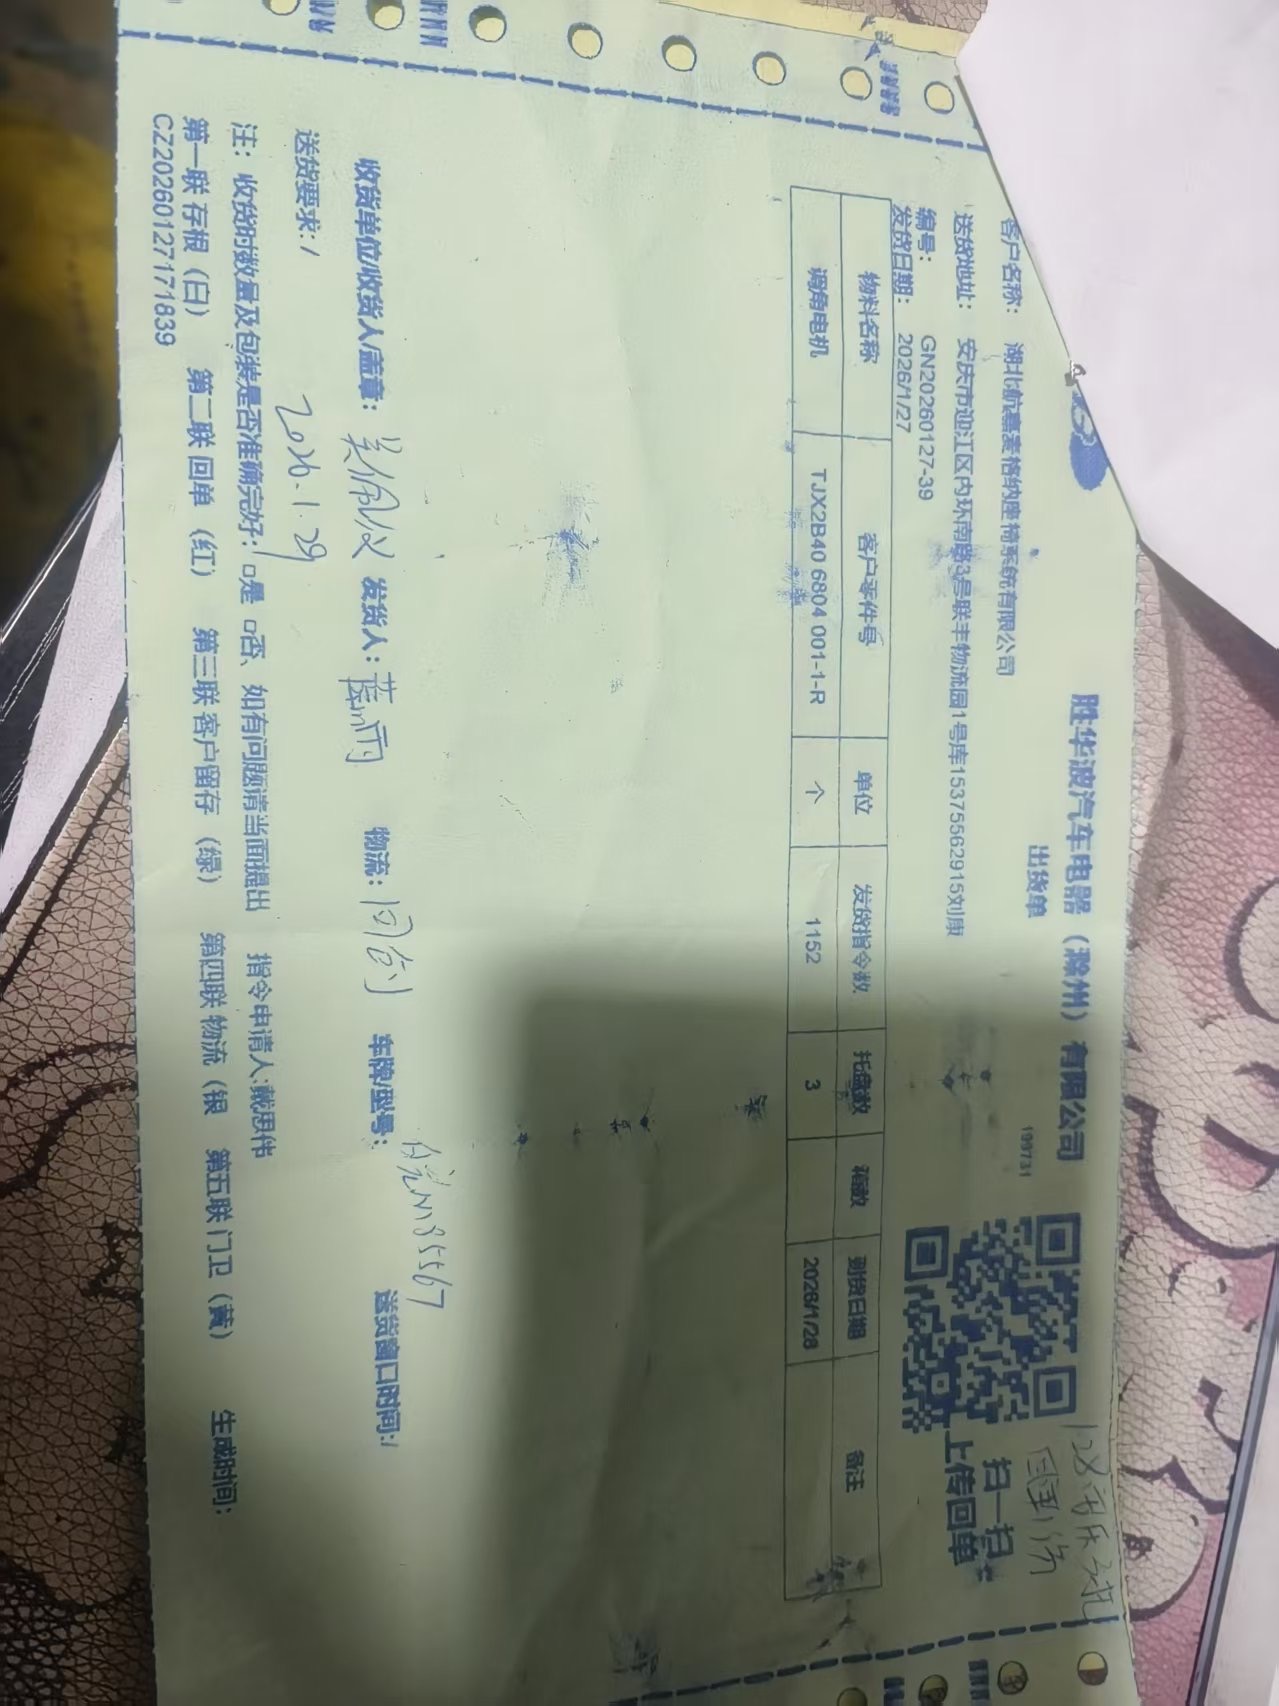 胜华波汽车电器（滁州）有限公司
出货单
199731
客户名称： 湖北航嘉麦格纳座椅系统有限公司
送货地址： 安庆市迎江区内环南路3号联丰物流园1号库15375562915刘康
编号： GN20260127-39
发货日期： 2026/1/27
扫一扫
上传回单
物料名称 客户零件号 单位 发货指令数 托盘数 箱数 到货日期 备注
调角电机 TJX2B40 6804 001-1-R 个 1152 3 2026/1/28
收货单位/收货人/盖章： 发货人： 物流： 车牌/型号： 85567 送货窗口时间:/
送货要求: /
2026.1.29
注： 收货时数量及包装是否准确完好: □是 □否、如有问题请当面提出 指令申请人:戴思伟
第一联 存根（白） 第二联 回单（红） 第三联 客户留存（绿） 第四联 物流（银 第五联 门卫（黄） 生成时间:
CZ20260127171839